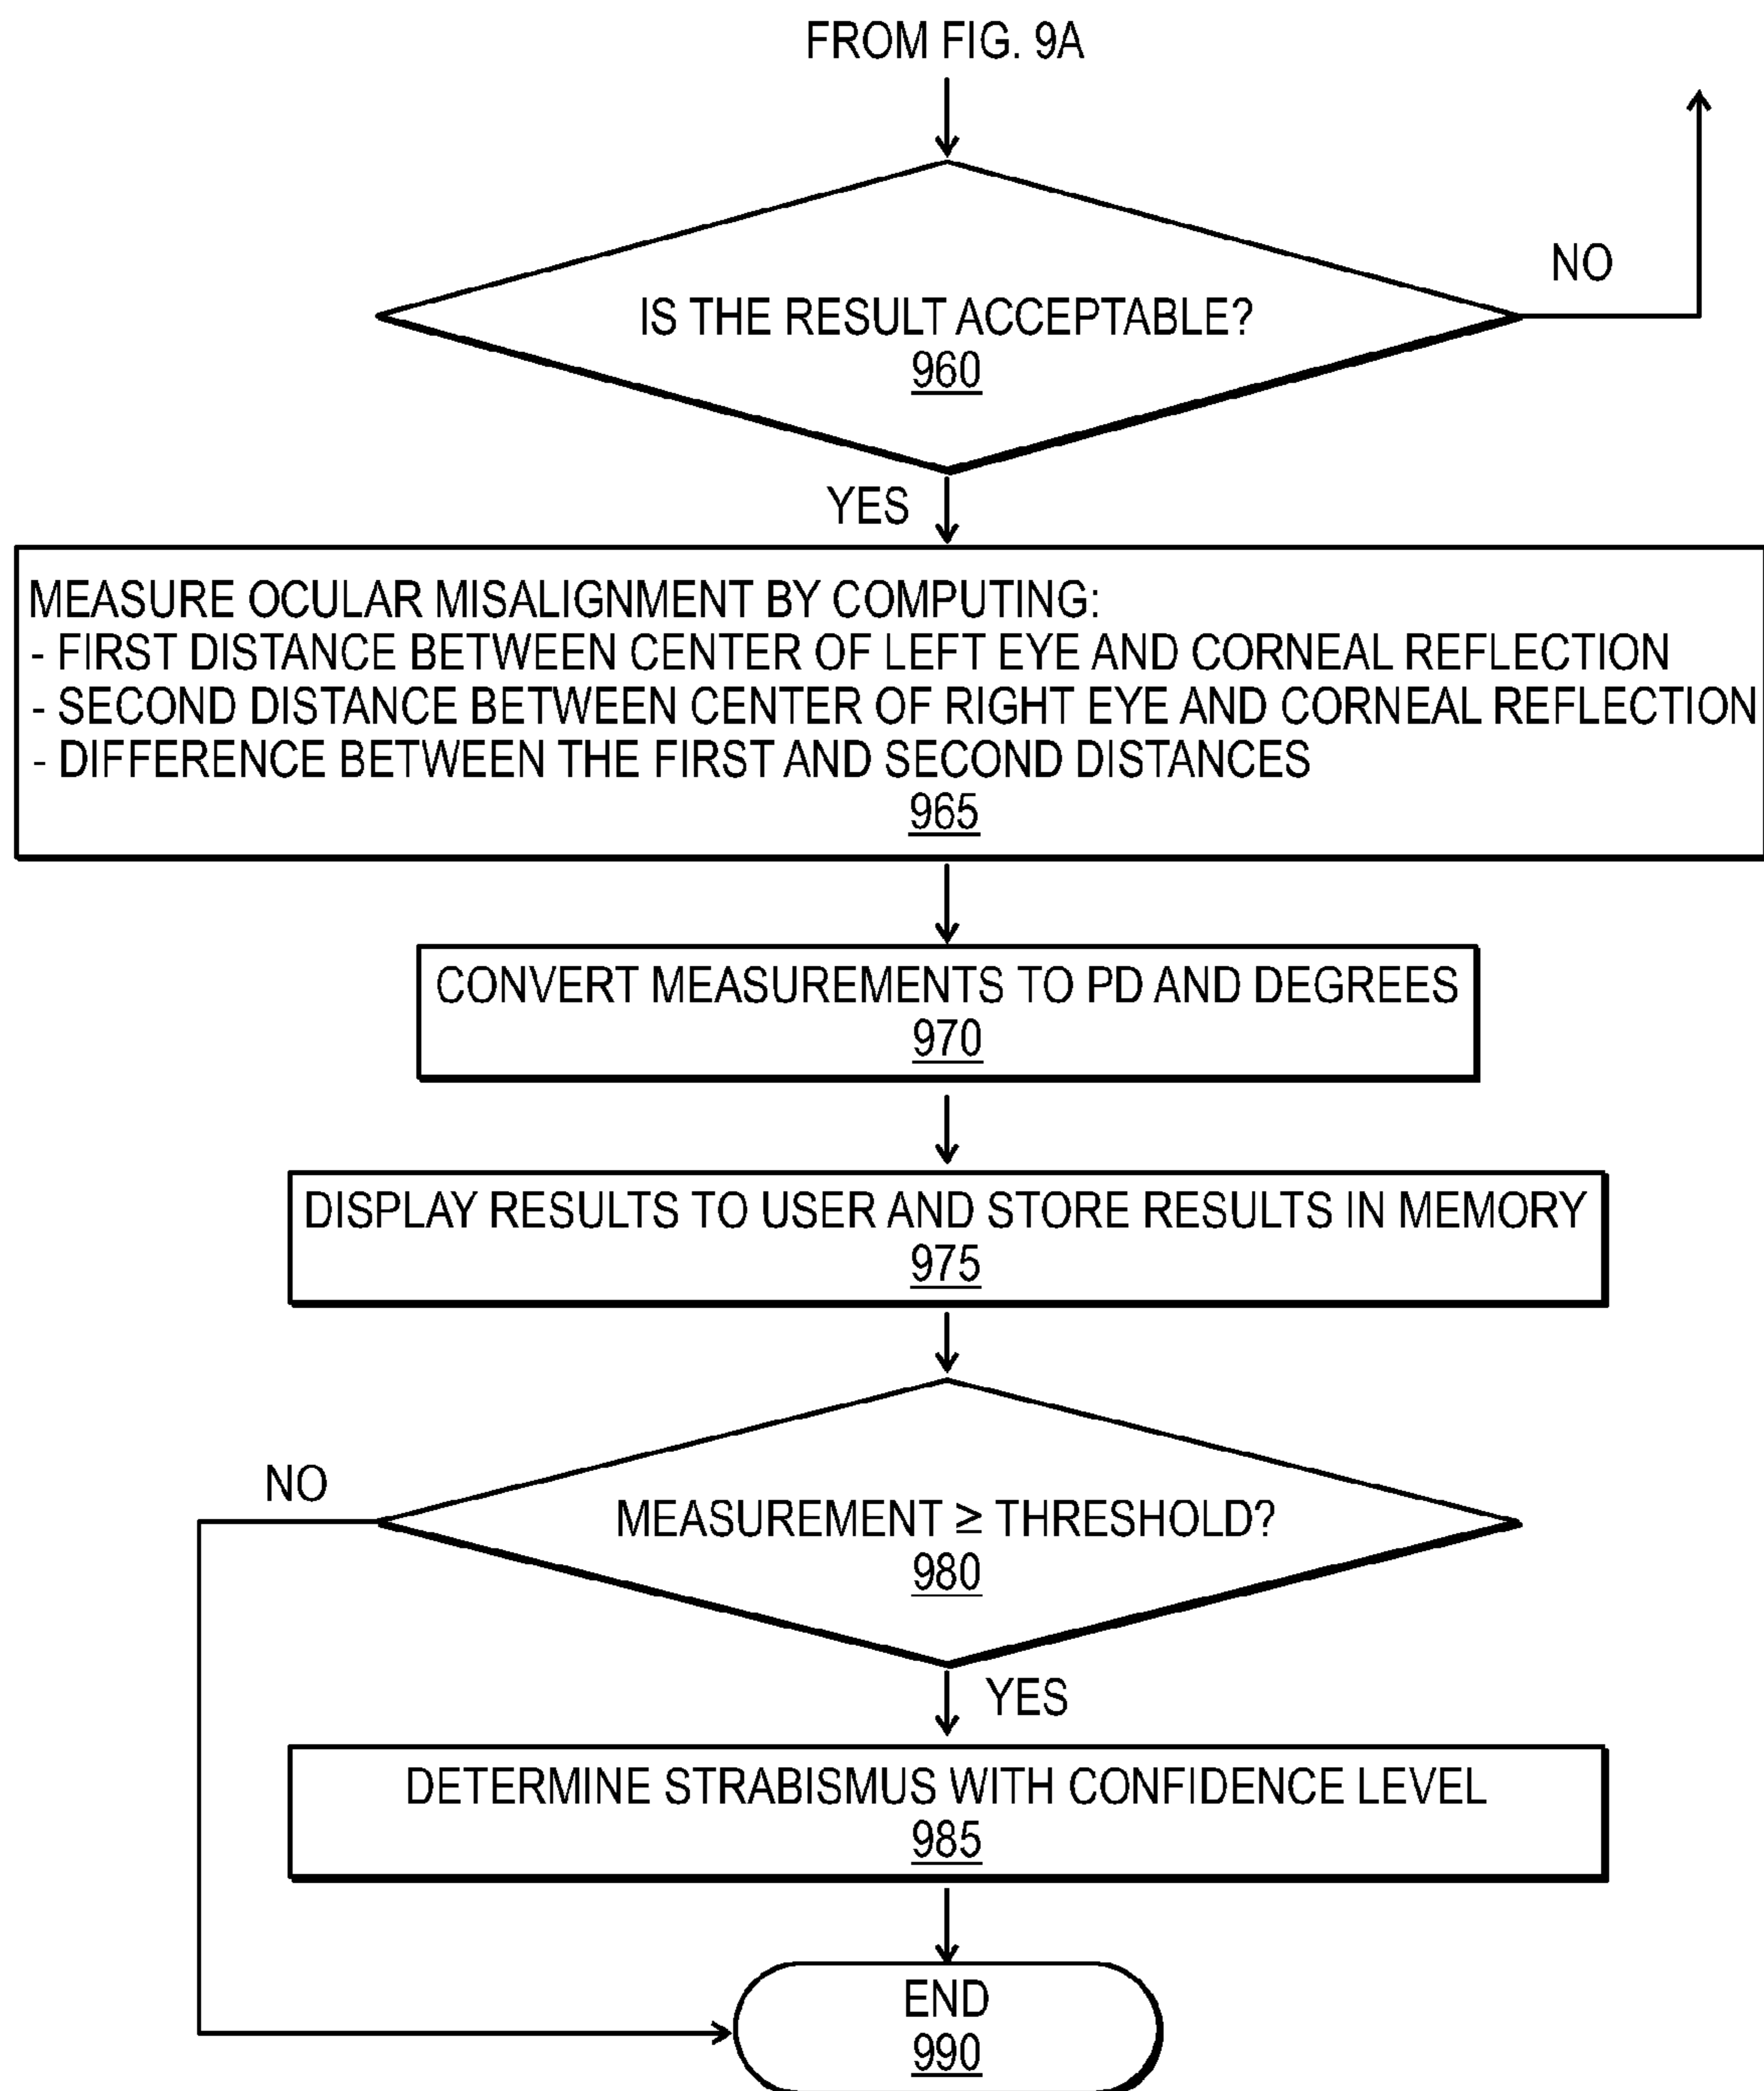 FROM FIG. 9A
NO
IS THE RESULT ACCEPTABLE?
960
YES
MEASURE OCULAR MISALIGNMENT BY COMPUTING:
- FIRST DISTANCE BETWEEN CENTER OF LEFT EYE AND CORNEAL REFLECTION
- SECOND DISTANCE BETWEEN CENTER OF RIGHT EYE AND CORNEAL REFLECTION
- DIFFERENCE BETWEEN THE FIRST AND SECOND DISTANCES
965
CONVERT MEASUREMENTS TO PD AND DEGREES
970
DISPLAY RESULTS TO USER AND STORE RESULTS IN MEMORY
975
NO
MEASUREMENT ≥ THRESHOLD?
980
YES
DETERMINE STRABISMUS WITH CONFIDENCE LEVEL
985
END
990